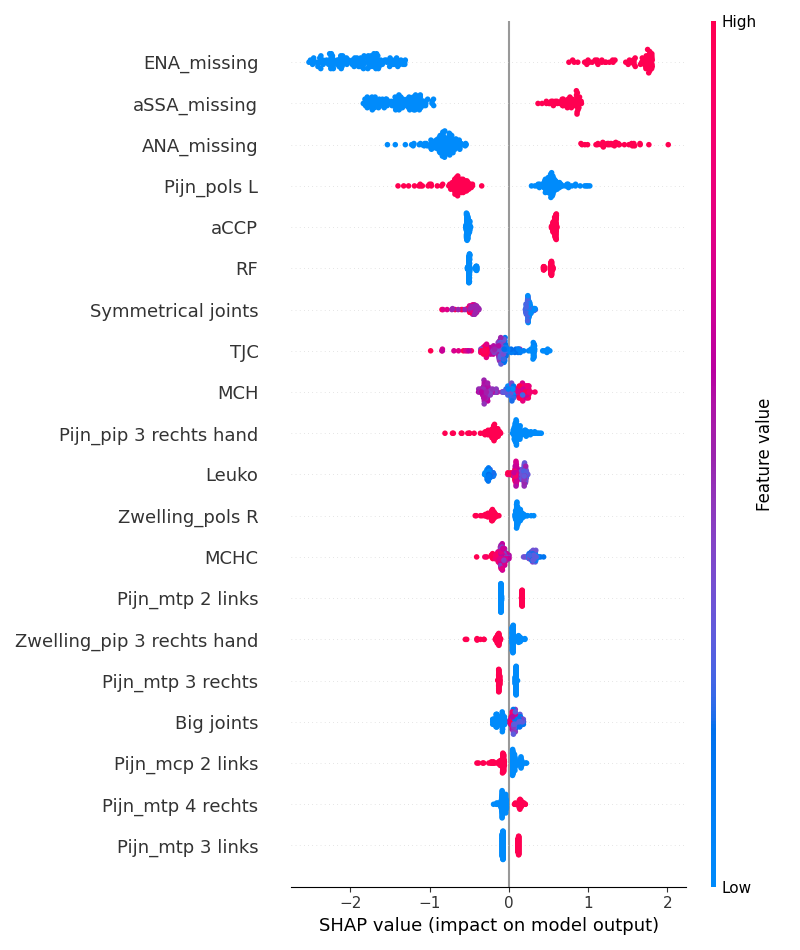 High
ENA_missing
aSSA_missing
ANA_missing
Pijn_pols L
aCCP
RF
Symmetrical joints
TJC
MCH
Pijn_pip 3 rechts hand
Leuko
Zwelling_pols R
MCHC
Pijn_mtp 2 links
Zwelling_pip 3 rechts hand
Pijn_mtp 3 rechts
Big joints
Pijn_mcp 2 links
Pijn_mtp 4 rechts
Pijn_mtp 3 links
Feature value
Low
−2 −1 0 1 2
SHAP value (impact on model output)